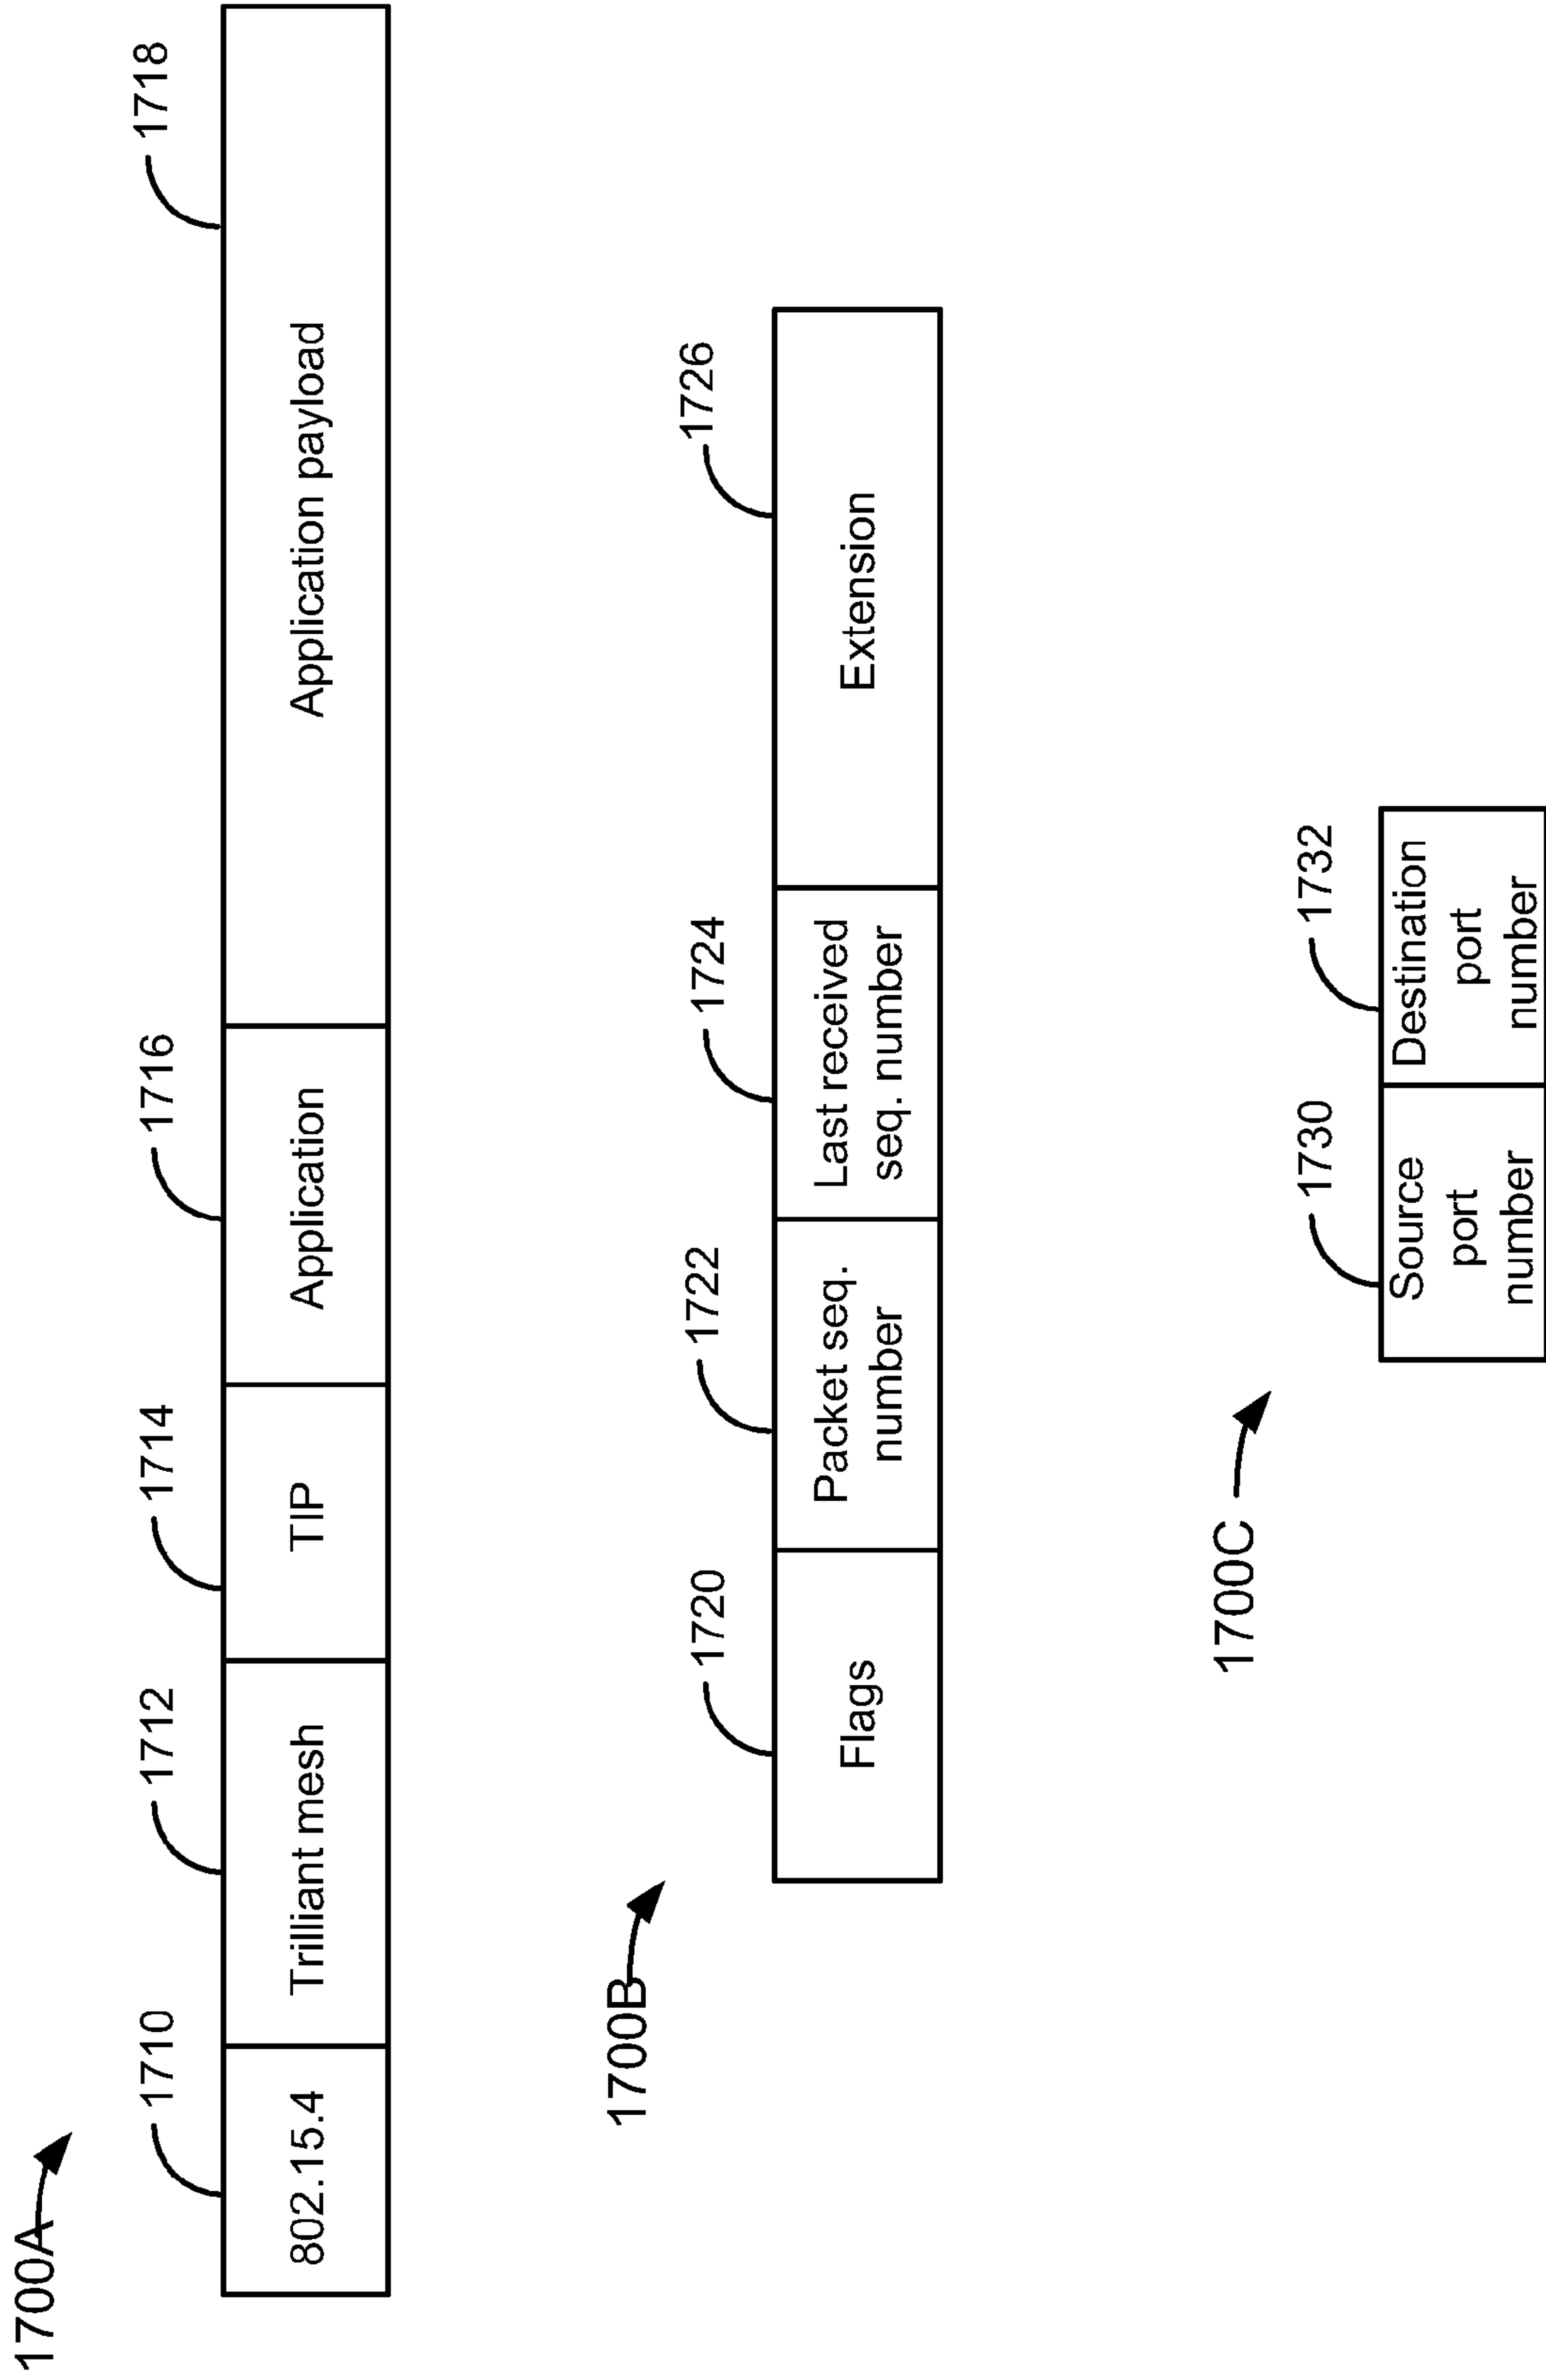 1700A
1710
1712
1714
1716
1718
802.15.4
Trilliant mesh
TIP
Application
Application payload
1700B
1720
1722
1724
1726
Flags
Packet seq.
number
Last received
seq. number
Extension
1700C
1730
1732
Source
port
number
Destination
port
number